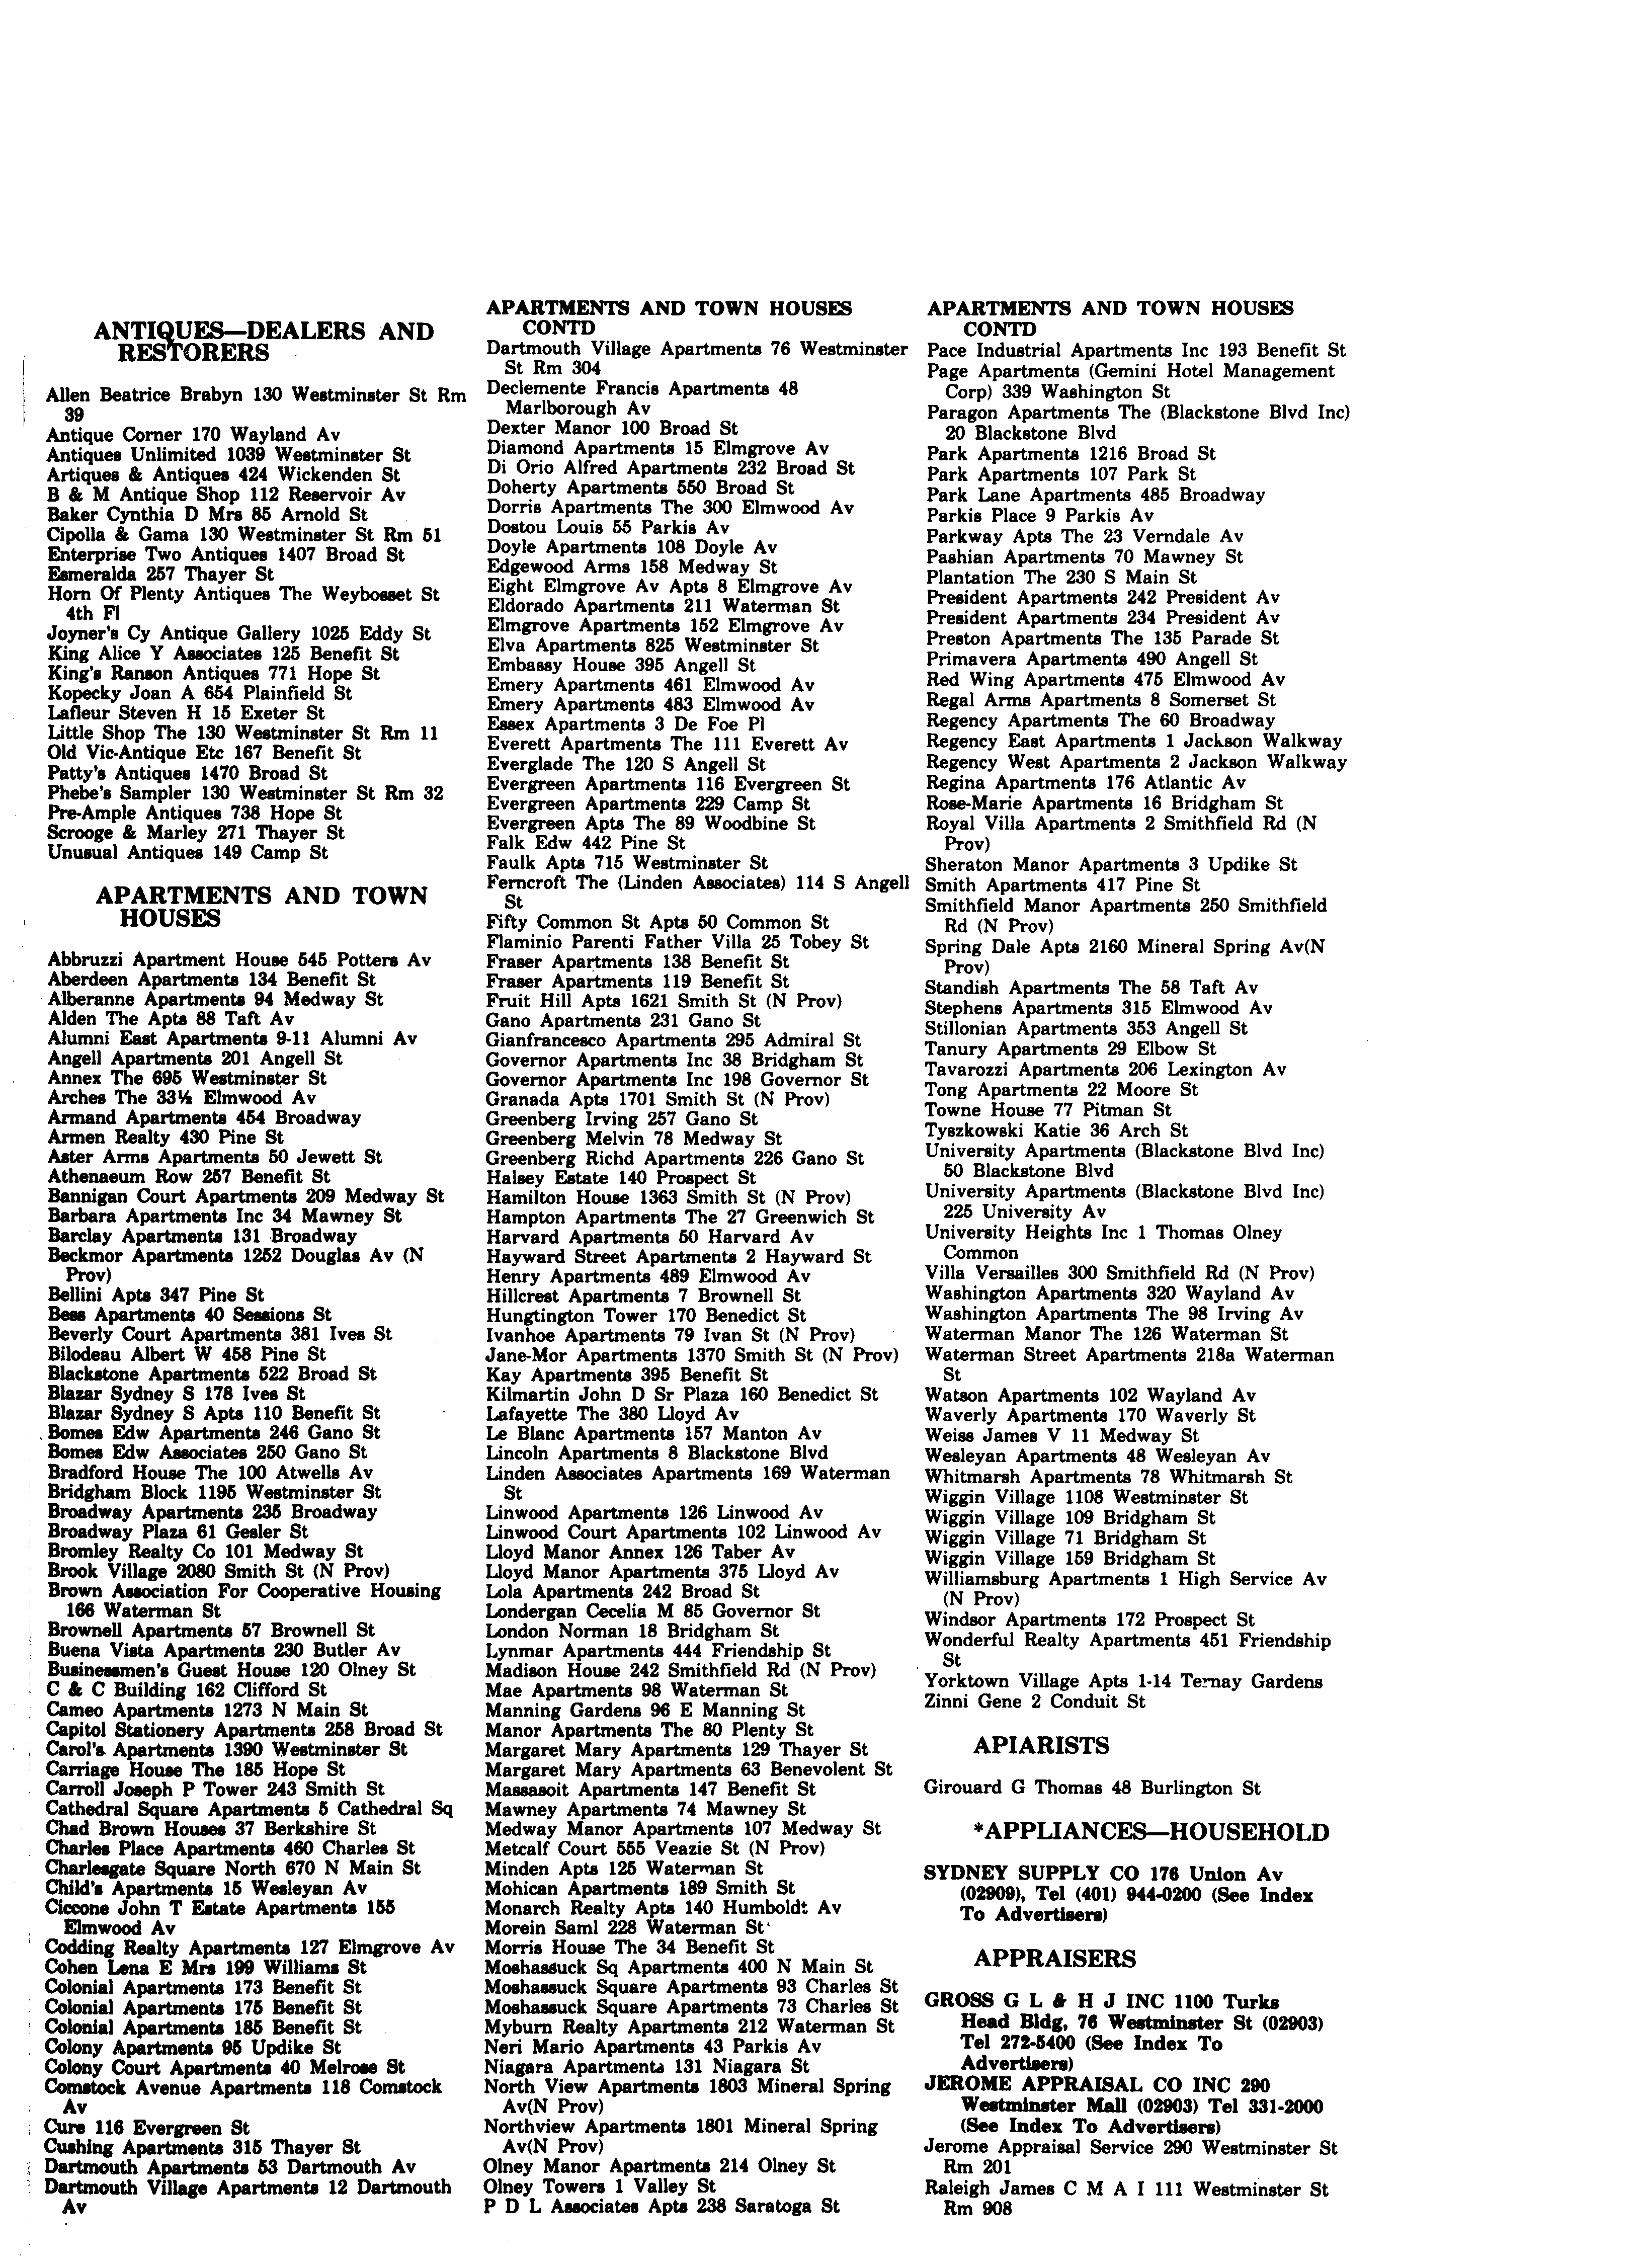 ANTIQUES—DEALERS AND
RESTORERS
Allen Beatrice Brabyn 130 Westminster St Rm
39
Antique Corner 170 Wayland Av
Antiques Unlimited 1039 Westminster St
Artiques & Antiques 424 Wickenden St
B & M Antique Shop 112 Reservoir Av
Baker Cynthia D Mrs 85 Arnold St
Cipolla & Gama 130 Westminster St Rm 51
Enterprise Two Antiques 1407 Broad St
Esmeralda 257 Thayer St
Horn Of Plenty Antiques The Weybosset St
4th Fl
Joyner's Cy Antique Gallery 1025 Eddy St
King Alice Y Associates 125 Benefit St
King's Ranson Antiques 771 Hope St
Kopecky Joan A 654 Plainfield St
Lafleur Steven H 15 Exeter St
Little Shop The 130 Westminster St Rm 11
Old Vic-Antique Etc 167 Benefit St
Patty's Antiques 1470 Broad St
Phebe's Sampler 130 Westminster St Rm 32
Pre-Ample Antiques 738 Hope St
Scrooge & Marley 271 Thayer St
Unusual Antiques 149 Camp St
APARTMENTS AND TOWN
HOUSES
Abbruzzi Apartment House 545 Potters Av
Aberdeen Apartments 134 Benefit St
Alberanne Apartments 94 Medway St
Alden The Apts 88 Taft Av
Alumni East Apartments 9-11 Alumni Av
Angell Apartments 201 Angell St
Annex The 695 Westminster St
Arches The 33½ Elmwood Av
Armand Apartments 454 Broadway
Armen Realty 430 Pine St
Aster Arms Apartments 50 Jewett St
Athenaeum Row 257 Benefit St
Bannigan Court Apartments 209 Medway St
Barbara Apartments Inc 34 Mawney St
Barclay Apartments 131 Broadway
Beckmor Apartments 1252 Douglas Av (N
Prov)
Bellini Apts 347 Pine St
Bess Apartments 40 Sessions St
Beverly Court Apartments 381 Ives St
Bilodeau Albert W 458 Pine St
Blackstone Apartments 522 Broad St
Blazar Sydney S 178 Ives St
Blazar Sydney S Apts 110 Benefit St
Bomes Edw Apartments 246 Gano St
Bomes Edw Associates 250 Gano St
Bradford House The 100 Atwells Av
Bridgham Block 1195 Westminster St
Broadway Apartments 235 Broadway
Broadway Plaza 61 Gesler St
Bromley Realty Co 101 Medway St
Brook Village 2080 Smith St (N Prov)
Brown Association For Cooperative Housing
166 Waterman St
Brownell Apartments 57 Brownell St
Buena Vista Apartments 230 Butler Av
Businessmen's Guest House 120 Olney St
C & C Building 162 Clifford St
Cameo Apartments 1273 N Main St
Capitol Stationery Apartments 258 Broad St
Carol's Apartments 1390 Westminster St
Carriage House The 185 Hope St
Carroll Joseph P Tower 243 Smith St
Cathedral Square Apartments 5 Cathedral Sq
Chad Brown Houses 37 Berkshire St
Charles Place Apartments 460 Charles St
Charlesgate Square North 670 N Main St
Child's Apartments 15 Wesleyan Av
Ciccone John T Estate Apartments 155
Elmwood Av
Codding Realty Apartments 127 Elmgrove Av
Cohen Lena E Mrs 199 Williams St
Colonial Apartments 173 Benefit St
Colonial Apartments 175 Benefit St
Colonial Apartments 185 Benefit St
Colony Apartments 95 Updike St
Colony Court Apartments 40 Melrose St
Comstock Avenue Apartments 118 Comstock
Av
Cure 116 Evergreen St
Cushing Apartments 315 Thayer St
Dartmouth Apartments 53 Dartmouth Av
Dartmouth Village Apartments 12 Dartmouth
Av
APARTMENTS AND TOWN HOUSES
CONTD
Dartmouth Village Apartments 76 Westminster
St Rm 304
Declemente Francis Apartments 48
Marlborough Av
Dexter Manor 100 Broad St
Diamond Apartments 15 Elmgrove Av
Di Orio Alfred Apartments 232 Broad St
Doherty Apartments 550 Broad St
Dorris Apartments The 300 Elmwood Av
Dostou Louis 55 Parkis Av
Doyle Apartments 108 Doyle Av
Edgewood Arms 158 Medway St
Eight Elmgrove Av Apts 8 Elmgrove Av
Eldorado Apartments 211 Waterman St
Elmgrove Apartments 152 Elmgrove Av
Elva Apartments 825 Westminster St
Embassy House 395 Angell St
Emery Apartments 461 Elmwood Av
Emery Apartments 483 Elmwood Av
Essex Apartments 3 De Foe Pl
Everett Apartments The 111 Everett Av
Everglade The 120 S Angell St
Evergreen Apartments 116 Evergreen St
Evergreen Apartments 229 Camp St
Evergreen Apts The 89 Woodbine St
Falk Edw 442 Pine St
Faulk Apts 715 Westminster St
Ferncroft The (Linden Associates) 114 S Angell
St
Fifty Common St Apts 50 Common St
Flaminio Parenti Father Villa 25 Tobey St
Fraser Apartments 138 Benefit St
Fraser Apartments 119 Benefit St
Fruit Hill Apts 1621 Smith St (N Prov)
Gano Apartments 231 Gano St
Gianfrancesco Apartments 295 Admiral St
Governor Apartments Inc 38 Bridgham St
Governor Apartments Inc 198 Governor St
Granada Apts 1701 Smith St (N Prov)
Greenberg Irving 257 Gano St
Greenberg Melvin 78 Medway St
Greenberg Richd Apartments 226 Gano St
Halsey Estate 140 Prospect St
Hamilton House 1363 Smith St (N Prov)
Hampton Apartments The 27 Greenwich St
Harvard Apartments 50 Harvard Av
Hayward Street Apartments 2 Hayward St
Henry Apartments 489 Elmwood Av
Hillcrest Apartments 7 Brownell St
Hungtington Tower 170 Benedict St
Ivanhoe Apartments 79 Ivan St (N Prov)
Jane-Mor Apartments 1370 Smith St (N Prov)
Kay Apartments 395 Benefit St
Kilmartin John D Sr Plaza 160 Benedict St
Lafayette The 380 Lloyd Av
Le Blanc Apartments 157 Manton Av
Lincoln Apartments 8 Blackstone Blvd
Linden Associates Apartments 169 Waterman
St
Linwood Apartments 126 Linwood Av
Linwood Court Apartments 102 Linwood Av
Lloyd Manor Annex 126 Taber Av
Lloyd Manor Apartments 375 Lloyd Av
Lola Apartments 242 Broad St
Londergan Cecelia M 85 Governor St
London Norman 18 Bridgham St
Lynmar Apartments 444 Friendship St
Madison House 242 Smithfield Rd (N Prov)
Mae Apartments 98 Waterman St
Manning Gardens 96 E Manning St
Manor Apartments The 80 Plenty St
Margaret Mary Apartments 129 Thayer St
Margaret Mary Apartments 63 Benevolent St
Massasoit Apartments 147 Benefit St
Mawney Apartments 74 Mawney St
Medway Manor Apartments 107 Medway St
Metcalf Court 555 Veazie St (N Prov)
Minden Apts 125 Waterman St
Mohican Apartments 189 Smith St
Monarch Realty Apts 140 Humboldt Av
Morein Saml 228 Waterman St
Morris House The 34 Benefit St
Moshassuck Sq Apartments 400 N Main St
Moshassuck Square Apartments 93 Charles St
Moshassuck Square Apartments 73 Charles St
Myburn Realty Apartments 212 Waterman St
Neri Mario Apartments 43 Parkis Av
Niagara Apartments 131 Niagara St
North View Apartments 1803 Mineral Spring
Av(N Prov)
Northview Apartments 1801 Mineral Spring
Av(N Prov)
Olney Manor Apartments 214 Olney St
Olney Towers 1 Valley St
P D L Associates Apts 238 Saratoga St
APARTMENTS AND TOWN HOUSES
CONTD
Pace Industrial Apartments Inc 193 Benefit St
Page Apartments (Gemini Hotel Management
Corp) 339 Washington St
Paragon Apartments The (Blackstone Blvd Inc)
20 Blackstone Blvd
Park Apartments 1216 Broad St
Park Apartments 107 Park St
Park Lane Apartments 485 Broadway
Parkis Place 9 Parkis Av
Parkway Apts The 23 Verndale Av
Pashian Apartments 70 Mawney St
Plantation The 230 S Main St
President Apartments 242 President Av
President Apartments 234 President Av
Preston Apartments The 135 Parade St
Primavera Apartments 490 Angell St
Red Wing Apartments 475 Elmwood Av
Regal Arms Apartments 8 Somerset St
Regency Apartments The 60 Broadway
Regency East Apartments 1 Jackson Walkway
Regency West Apartments 2 Jackson Walkway
Regina Apartments 176 Atlantic Av
Rose-Marie Apartments 16 Bridgham St
Royal Villa Apartments 2 Smithfield Rd (N
Prov)
Sheraton Manor Apartments 3 Updike St
Smith Apartments 417 Pine St
Smithfield Manor Apartments 250 Smithfield
Rd (N Prov)
Spring Dale Apts 2160 Mineral Spring Av(N
Prov)
Standish Apartments The 58 Taft Av
Stephens Apartments 315 Elmwood Av
Stillonian Apartments 353 Angell St
Tanury Apartments 29 Elbow St
Tavarozzi Apartments 206 Lexington Av
Tong Apartments 22 Moore St
Towne House 77 Pitman St
Tyszkowski Katie 36 Arch St
University Apartments (Blackstone Blvd Inc)
50 Blackstone Blvd
University Apartments (Blackstone Blvd Inc)
225 University Av
University Heights Inc 1 Thomas Olney
Common
Villa Versailles 300 Smithfield Rd (N Prov)
Washington Apartments 320 Wayland Av
Washington Apartments The 98 Irving Av
Waterman Manor The 126 Waterman St
Waterman Street Apartments 218a Waterman
St
Watson Apartments 102 Wayland Av
Waverly Apartments 170 Waverly St
Weiss James V 11 Medway St
Wesleyan Apartments 48 Wesleyan Av
Whitmarsh Apartments 78 Whitmarsh St
Wiggin Village 1108 Westminster St
Wiggin Village 109 Bridgham St
Wiggin Village 71 Bridgham St
Wiggin Village 159 Bridgham St
Williamsburg Apartments 1 High Service Av
(N Prov)
Windsor Apartments 172 Prospect St
Wonderful Realty Apartments 451 Friendship
St
Yorktown Village Apts 1-14 Ternay Gardens
Zinni Gene 2 Conduit St
APIARISTS
Girouard G Thomas 48 Burlington St
*APPLIANCES—HOUSEHOLD
SYDNEY SUPPLY CO 176 Union Av
(02909), Tel (401) 944-0200 (See Index
To Advertisers)
APPRAISERS
GROSS G L & H J INC 1100 Turks
Head Bldg, 76 Westminster St (02903)
Tel 272-5400 (See Index To
Advertisers)
JEROME APPRAISAL CO INC 290
Westminster Mall (02903) Tel 331-2000
(See Index To Advertisers)
Jerome Appraisal Service 290 Westminster St
Rm 201
Raleigh James C M A I 111 Westminster St
Rm 908